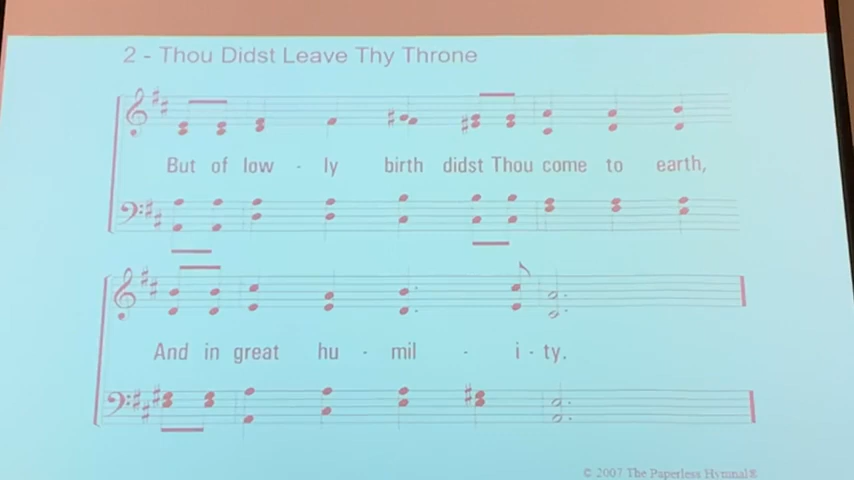 2 - Thou Didst Leave Thy Throne
But of low - ly birth didst Thou come to earth,
And in great hu - mil - i - ty.
© 2007 The Paperless Hymnal®